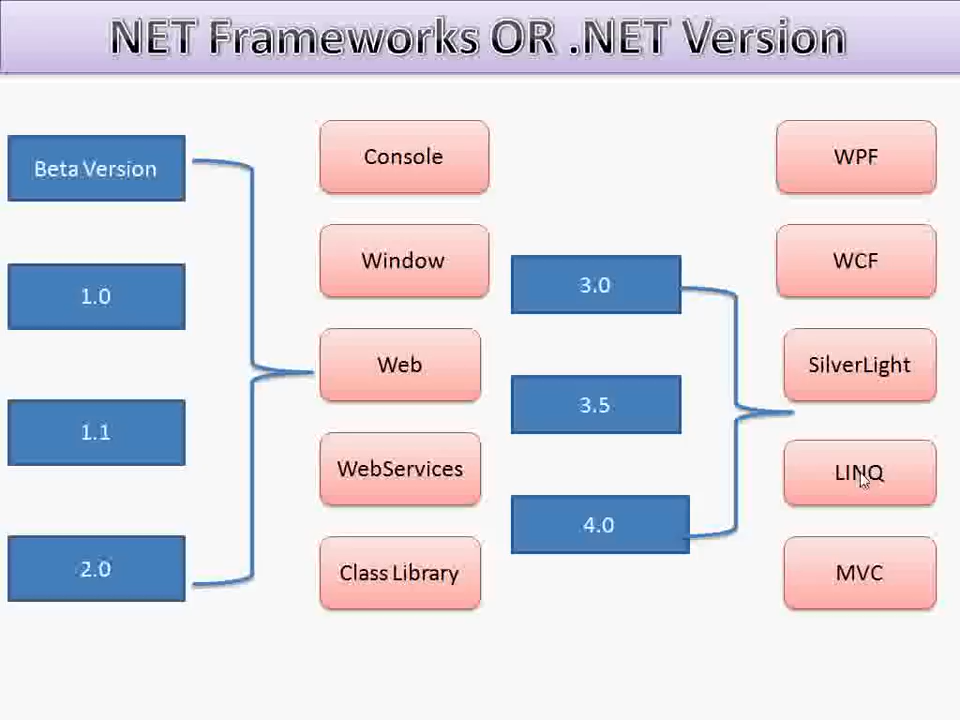 NET Frameworks OR .NET Version
Beta Version
1.0
1.1
2.0
Console
Window
Web
WebServices
Class Library
3.0
3.5
4.0
WPF
WCF
SilverLight
LINQ
MVC